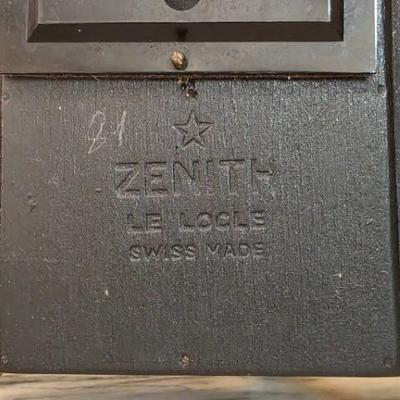 21
ZENITH
LE LOCLE
SWISS MADE